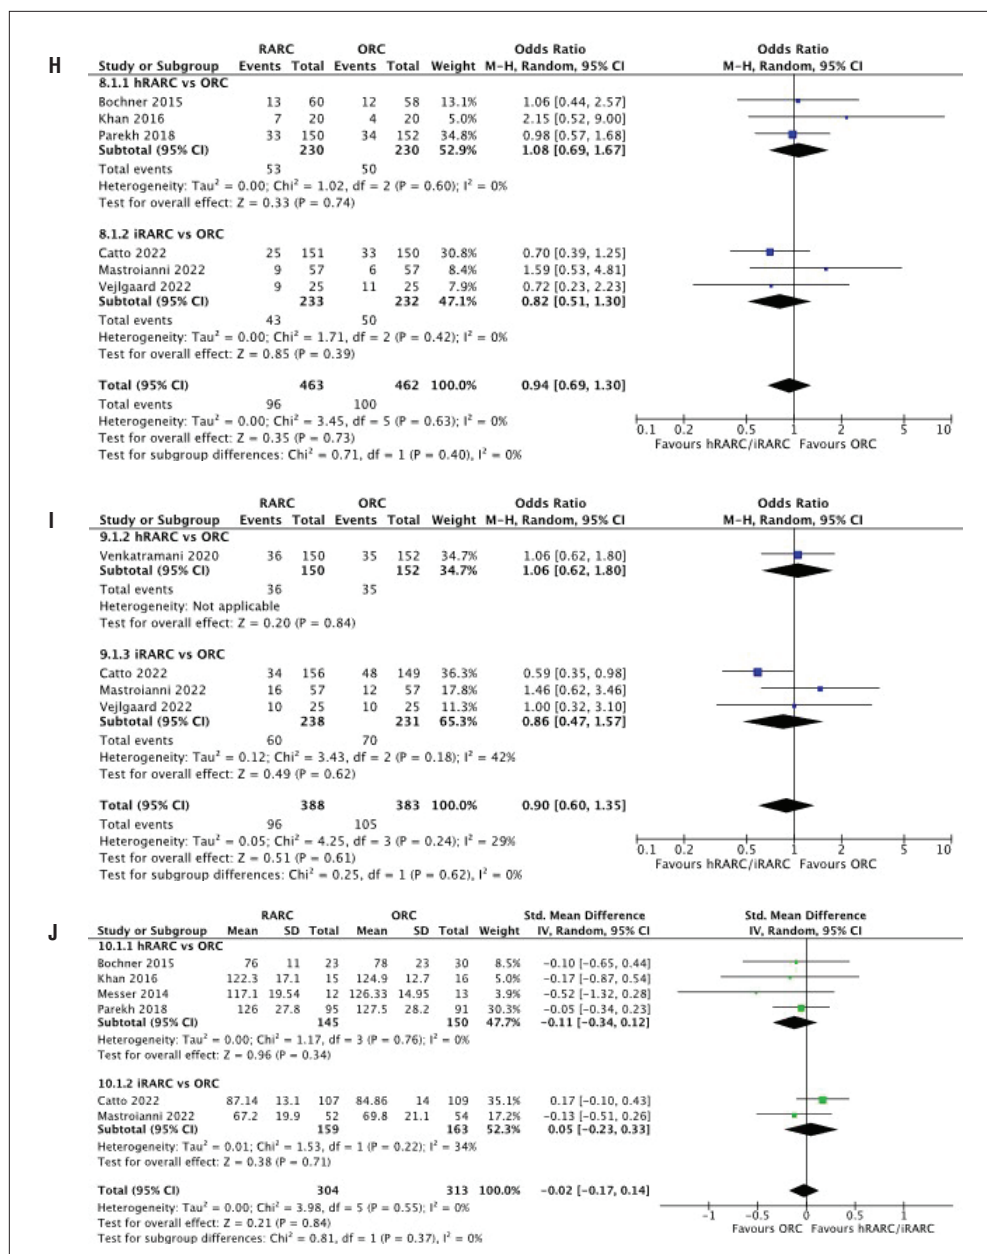 H
RARC ORC Odds Ratio Odds Ratio
Study or Subgroup Events Total Events Total Weight M-H, Random, 95% CI M-H, Random, 95% CI
8.1.1 hRARC vs ORC
Bochner 2015 13 60 12 58 13.1% 1.06 [0.44, 2.57]
Khan 2016 7 20 4 20 5.0% 2.15 [0.52, 9.00]
Parekh 2018 33 150 34 152 34.8% 0.98 [0.57, 1.68]
Subtotal (95% CI) 230 230 52.9% 1.08 [0.69, 1.67]
Total events 53 50
Heterogeneity: Tau² = 0.00; Chi² = 1.02, df = 2 (P = 0.60); I² = 0%
Test for overall effect: Z = 0.33 (P = 0.74)
8.1.2 iRARC vs ORC
Catto 2022 25 151 33 150 30.8% 0.70 [0.39, 1.25]
Mastroianni 2022 9 57 6 57 8.4% 1.59 [0.53, 4.81]
Vejlgaard 2022 9 25 11 25 7.9% 0.72 [0.23, 2.23]
Subtotal (95% CI) 233 232 47.1% 0.82 [0.51, 1.30]
Total events 43 50
Heterogeneity: Tau² = 0.00; Chi² = 1.71, df = 2 (P = 0.42); I² = 0%
Test for overall effect: Z = 0.85 (P = 0.39)
Total (95% CI) 463 462 100.0% 0.94 [0.69, 1.30]
Total events 96 100
Heterogeneity: Tau² = 0.00; Chi² = 3.45, df = 5 (P = 0.63); I² = 0%
Test for overall effect: Z = 0.35 (P = 0.73)
Test for subgroup differences: Chi² = 0.71, df = 1 (P = 0.40), I² = 0%
0.1 0.2 0.5 1 2 5 10
Favours hRARC/iRARC Favours ORC
I
RARC ORC Odds Ratio Odds Ratio
Study or Subgroup Events Total Events Total Weight M-H, Random, 95% CI M-H, Random, 95% CI
9.1.2 hRARC vs ORC
Venkatramani 2020 36 150 35 152 34.7% 1.06 [0.62, 1.80]
Subtotal (95% CI) 150 152 34.7% 1.06 [0.62, 1.80]
Total events 36 35
Heterogeneity: Not applicable
Test for overall effect: Z = 0.20 (P = 0.84)
9.1.3 iRARC vs ORC
Catto 2022 34 156 48 149 36.3% 0.59 [0.35, 0.98]
Mastroianni 2022 16 57 12 57 17.8% 1.46 [0.62, 3.46]
Vejlgaard 2022 10 25 10 25 11.3% 1.00 [0.32, 3.10]
Subtotal (95% CI) 238 231 65.3% 0.86 [0.47, 1.57]
Total events 60 70
Heterogeneity: Tau² = 0.12; Chi² = 3.43, df = 2 (P = 0.18); I² = 42%
Test for overall effect: Z = 0.49 (P = 0.62)
Total (95% CI) 388 383 100.0% 0.90 [0.60, 1.35]
Total events 96 105
Heterogeneity: Tau² = 0.05; Chi² = 4.25, df = 3 (P = 0.24); I² = 29%
Test for overall effect: Z = 0.51 (P = 0.61)
Test for subgroup differences: Chi² = 0.25, df = 1 (P = 0.62), I² = 0%
0.1 0.2 0.5 1 2 5 10
Favours hRARC/iRARC Favours ORC
J
RARC ORC Std. Mean Difference Std. Mean Difference
Study or Subgroup Mean SD Total Mean SD Total Weight IV, Random, 95% CI IV, Random, 95% CI
10.1.1 hRARC vs ORC
Bochner 2015 76 11 23 78 23 30 8.5% -0.10 [-0.65, 0.44]
Khan 2016 122.3 17.1 15 124.9 12.7 16 5.0% -0.17 [-0.87, 0.54]
Messer 2014 117.1 19.54 12 126.33 14.95 13 3.9% -0.52 [-1.32, 0.28]
Parekh 2018 126 27.8 95 127.5 28.2 91 30.3% -0.05 [-0.34, 0.23]
Subtotal (95% CI) 145 150 47.7% -0.11 [-0.34, 0.12]
Heterogeneity: Tau² = 0.00; Chi² = 1.17, df = 3 (P = 0.76); I² = 0%
Test for overall effect: Z = 0.96 (P = 0.34)
10.1.2 iRARC vs ORC
Catto 2022 87.14 13.1 107 84.86 14 109 35.1% 0.17 [-0.10, 0.43]
Mastroianni 2022 67.2 19.9 52 69.8 21.1 54 17.2% -0.13 [-0.51, 0.26]
Subtotal (95% CI) 159 163 52.3% 0.05 [-0.23, 0.33]
Heterogeneity: Tau² = 0.01; Chi² = 1.53, df = 1 (P = 0.22); I² = 34%
Test for overall effect: Z = 0.38 (P = 0.71)
Total (95% CI) 304 313 100.0% -0.02 [-0.17, 0.14]
Heterogeneity: Tau² = 0.00; Chi² = 3.98, df = 5 (P = 0.55); I² = 0%
Test for overall effect: Z = 0.21 (P = 0.84)
Test for subgroup differences: Chi² = 0.81, df = 1 (P = 0.37), I² = 0%
-1 -0.5 0 0.5 1
Favours ORC Favours hRARC/iRARC